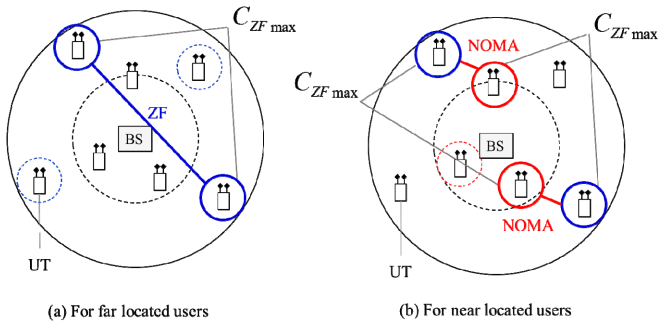 C_ZF max
ZF
BS
UT
(a) For far located users
C_ZF max
NOMA
C_ZF max
BS
NOMA
UT
(b) For near located users